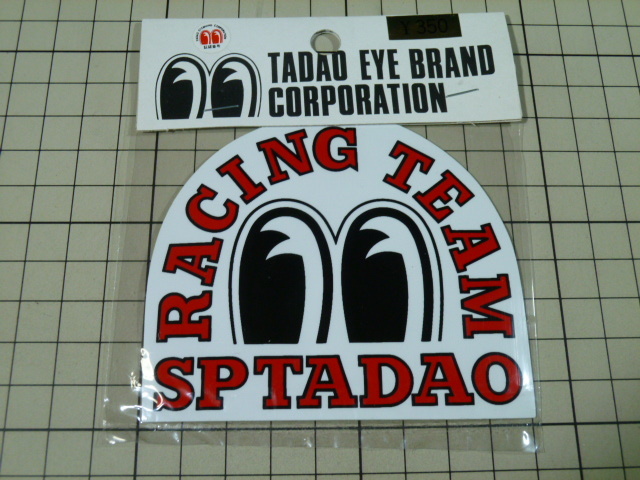 Y 350
TADAO EYE BRAND
CORPORATION
RACING TEAM
SPTADAO